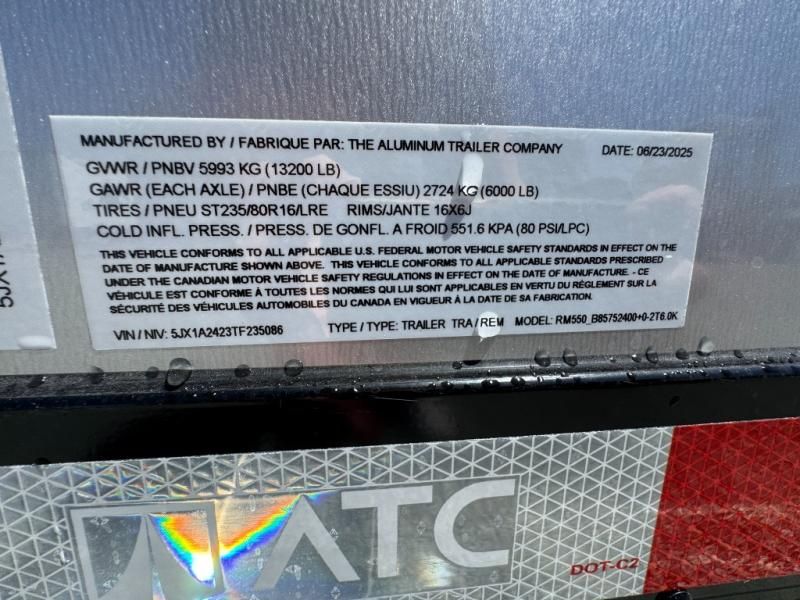 MANUFACTURED BY / FABRIQUE PAR: THE ALUMINUM TRAILER COMPANY DATE: 06/23/2025
GVWR / PNBV 5993 KG (13200 LB)
GAWR (EACH AXLE) / PNBE (CHAQUE ESSIU) 2724 KG (6000 LB)
TIRES / PNEU ST235/80R16/LRE RIMS/JANTE 16X6J
COLD INFL. PRESS. / PRESS. DE GONFL. A FROID 551.6 KPA (80 PSI/LPC)
THIS VEHICLE CONFORMS TO ALL APPLICABLE U.S. FEDERAL MOTOR VEHICLE SAFETY STANDARDS IN EFFECT ON THE
DATE OF MANUFACTURE SHOWN ABOVE. THIS VEHICLE CONFORMS TO ALL APPLICABLE STANDARDS PRESCRIBED
UNDER THE CANADIAN MOTOR VEHICLE SAFETY REGULATIONS IN EFFECT ON THE DATE OF MANUFACTURE. - CE
VÉHICULE EST CONFORME À TOUTES LES NORMES QUI LUI SONT APPLICABLES EN VERTU DU RÈGLEMENT SUR LA
SÉCURITÉ DES VÉHICULES AUTOMOBILES DU CANADA EN VIGUEUR À LA DATE DE SA FABRICATION.
VIN / NIV: 5JX1A2423TF235086 TYPE / TYPE: TRAILER TRA / REM MODEL: RM550_B85752400+0-2T6.0K
ATC
DOT-C2